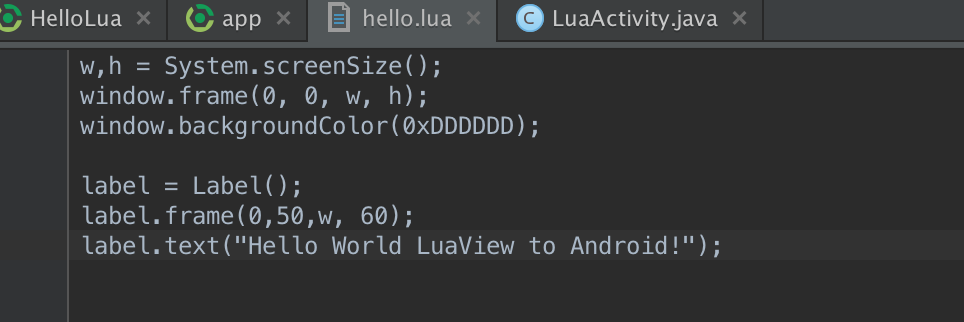 HelloLua app hello.lua LuaActivity.java
w,h = System.screenSize();
window.frame(0, 0, w, h);
window.backgroundColor(0xDDDDDD);
label = Label();
label.frame(0,50,w, 60);
label.text("Hello World LuaView to Android!");